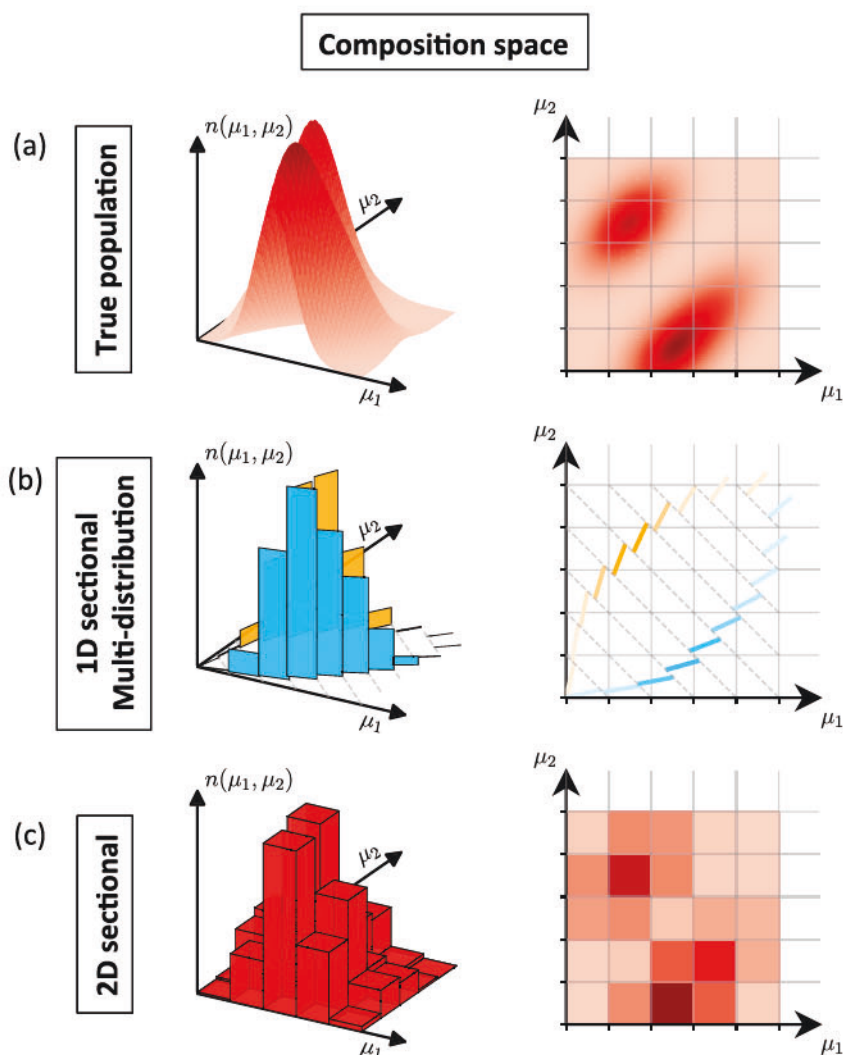 Composition space
(a)
True population
n(μ₁, μ₂)
μ₂
μ₁
μ₂
μ₁
(b)
1D sectional
Multi-distribution
n(μ₁, μ₂)
μ₂
μ₁
μ₂
μ₁
(c)
2D sectional
n(μ₁, μ₂)
μ₂
μ₁
μ₂
μ₁